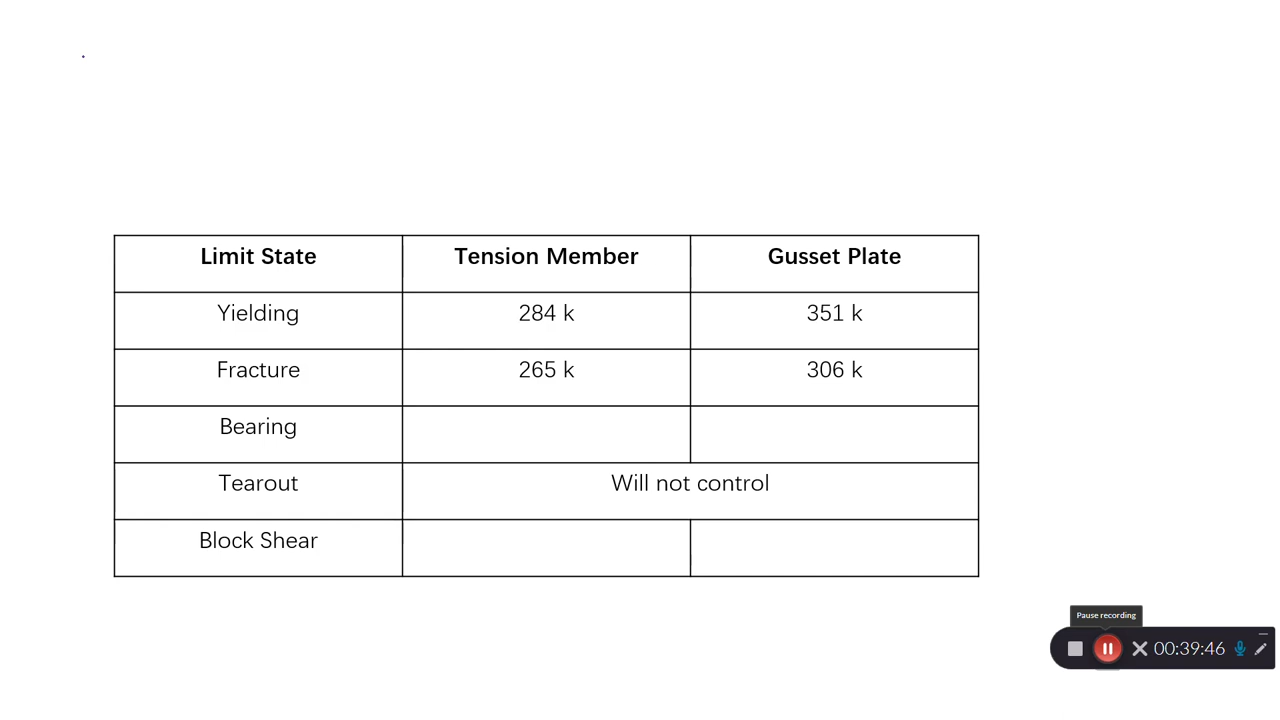 Limit State Tension Member Gusset Plate
Yielding 284 k 351 k
Fracture 265 k 306 k
Bearing
Tearout Will not control
Block Shear
Pause recording
00:39:46